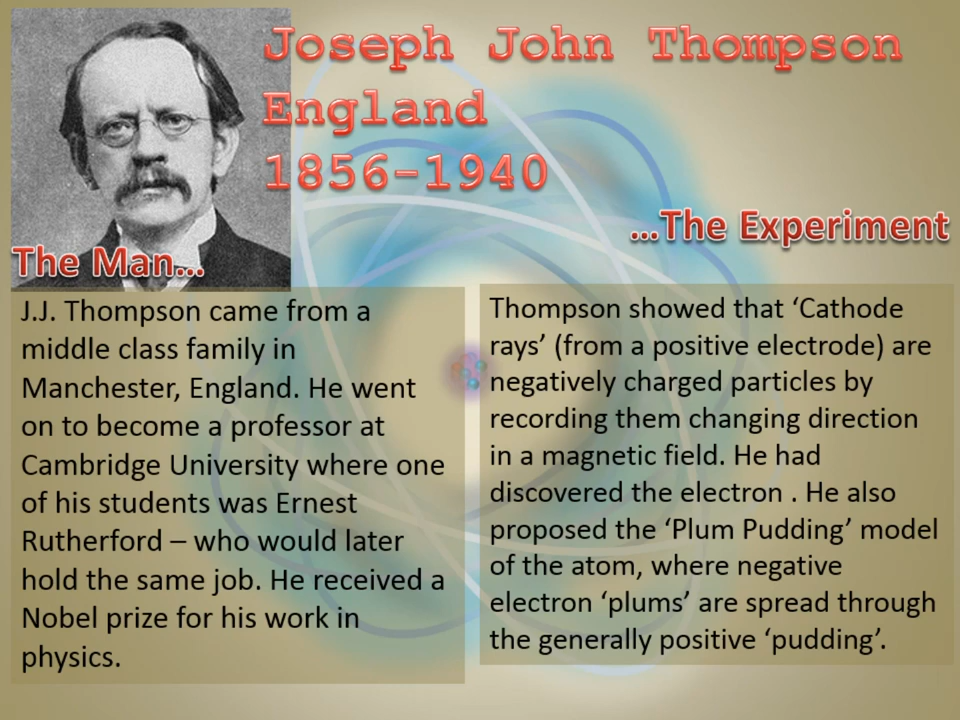 Joseph John Thompson
England
1856-1940
The Man…
…The Experiment
J.J. Thompson came from a
middle class family in
Manchester, England. He went
on to become a professor at
Cambridge University where one
of his students was Ernest
Rutherford – who would later
hold the same job. He received a
Nobel prize for his work in
physics.
Thompson showed that ‘Cathode
rays’ (from a positive electrode) are
negatively charged particles by
recording them changing direction
in a magnetic field. He had
discovered the electron . He also
proposed the ‘Plum Pudding’ model
of the atom, where negative
electron ‘plums’ are spread through
the generally positive ‘pudding’.